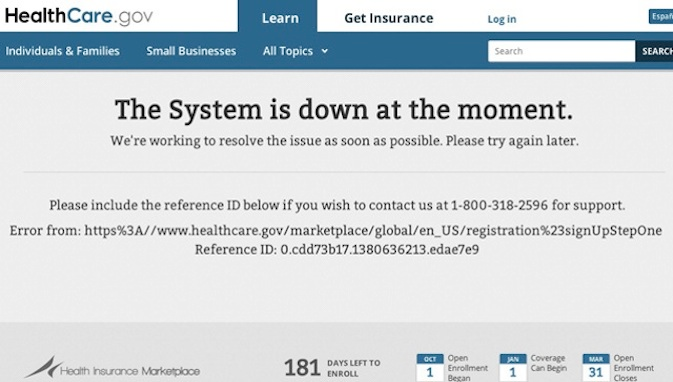 HealthCare.gov
Learn
Get Insurance
Log in
Españ
Individuals & Families
Small Businesses
All Topics
Search
SEARCH
The System is down at the moment.
We're working to resolve the issue as soon as possible. Please try again later.
Please include the reference ID below if you wish to contact us at 1-800-318-2596 for support.
Error from: https%3A//www.healthcare.gov/marketplace/global/en_US/registration%23signUpStepOne
Reference ID: 0.cdd73b17.1380636213.edae7e9
Health Insurance Marketplace
181
DAYS LEFT TO
ENROLL
OCT
1
Open
Enrollment
Began
JAN
1
Coverage
Can Begin
MAR
31
Open
Enrollment
Closes